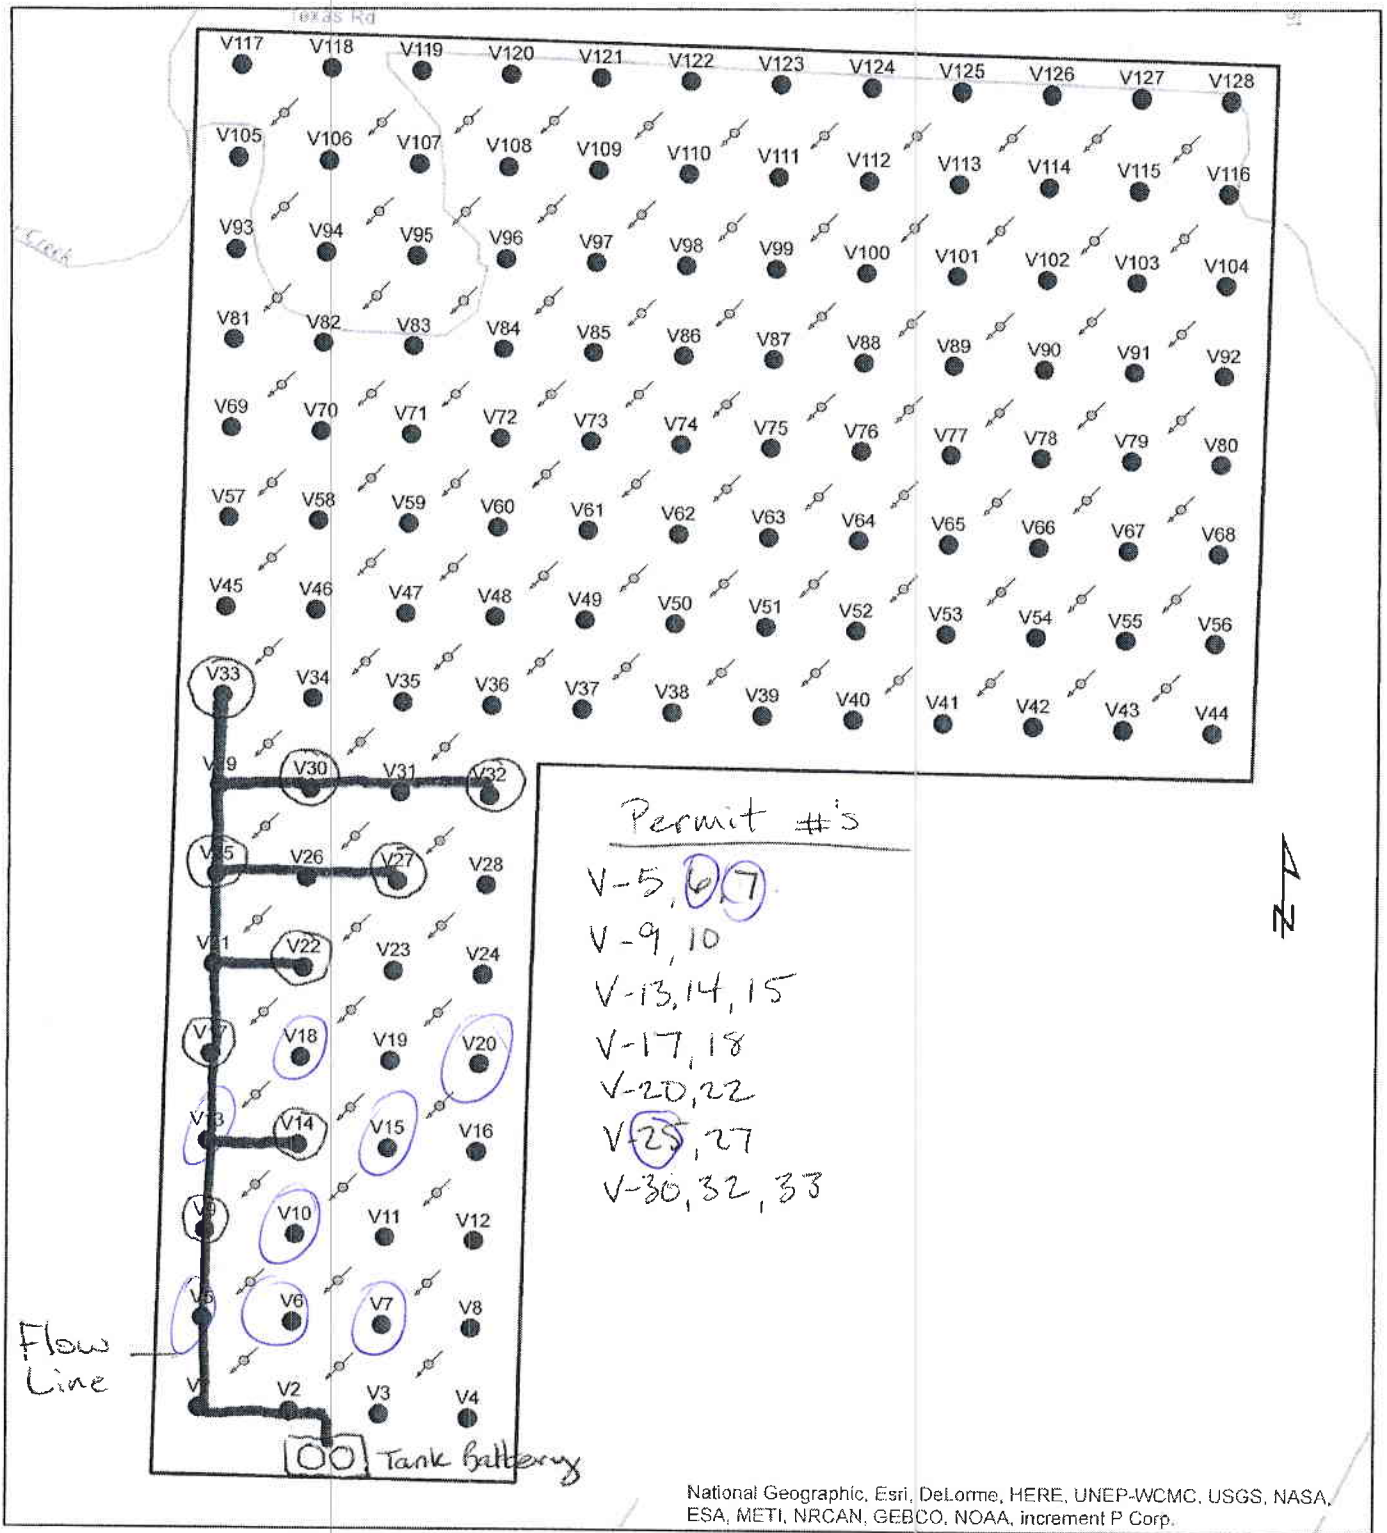 Texas Rd
V117 V118 V119 V120 V121 V122 V123 V124 V125 V126 V127 V128
V105 V106 V107 V108 V109 V110 V111 V112 V113 V114 V115 V116
Creek
V93 V94 V95 V96 V97 V98 V99 V100 V101 V102 V103 V104
V81 V82 V83 V84 V85 V86 V87 V88 V89 V90 V91 V92
V69 V70 V71 V72 V73 V74 V75 V76 V77 V78 V79 V80
V57 V58 V59 V60 V61 V62 V63 V64 V65 V66 V67 V68
V45 V46 V47 V48 V49 V50 V51 V52 V53 V54 V55 V56
V33 V34 V35 V36 V37 V38 V39 V40 V41 V42 V43 V44
V29 V30 V31 V32
V25 V26 V27 V28
V21 V22 V23 V24
V17 V18 V19 V20
V13 V14 V15 V16
V9 V10 V11 V12
V5 V6 V7 V8
V1 V2 V3 V4
Permit #'s
V-5, 6, 7
V-9, 10
V-13, 14, 15
V-17, 18
V-20, 22
V-25, 27
V-30, 32, 33
N
Flow
Line
Tank Battery
National Geographic, Esri, DeLorme, HERE, UNEP-WCMC, USGS, NASA,
ESA, METI, NRCAN, GEBCO, NOAA, increment P Corp.